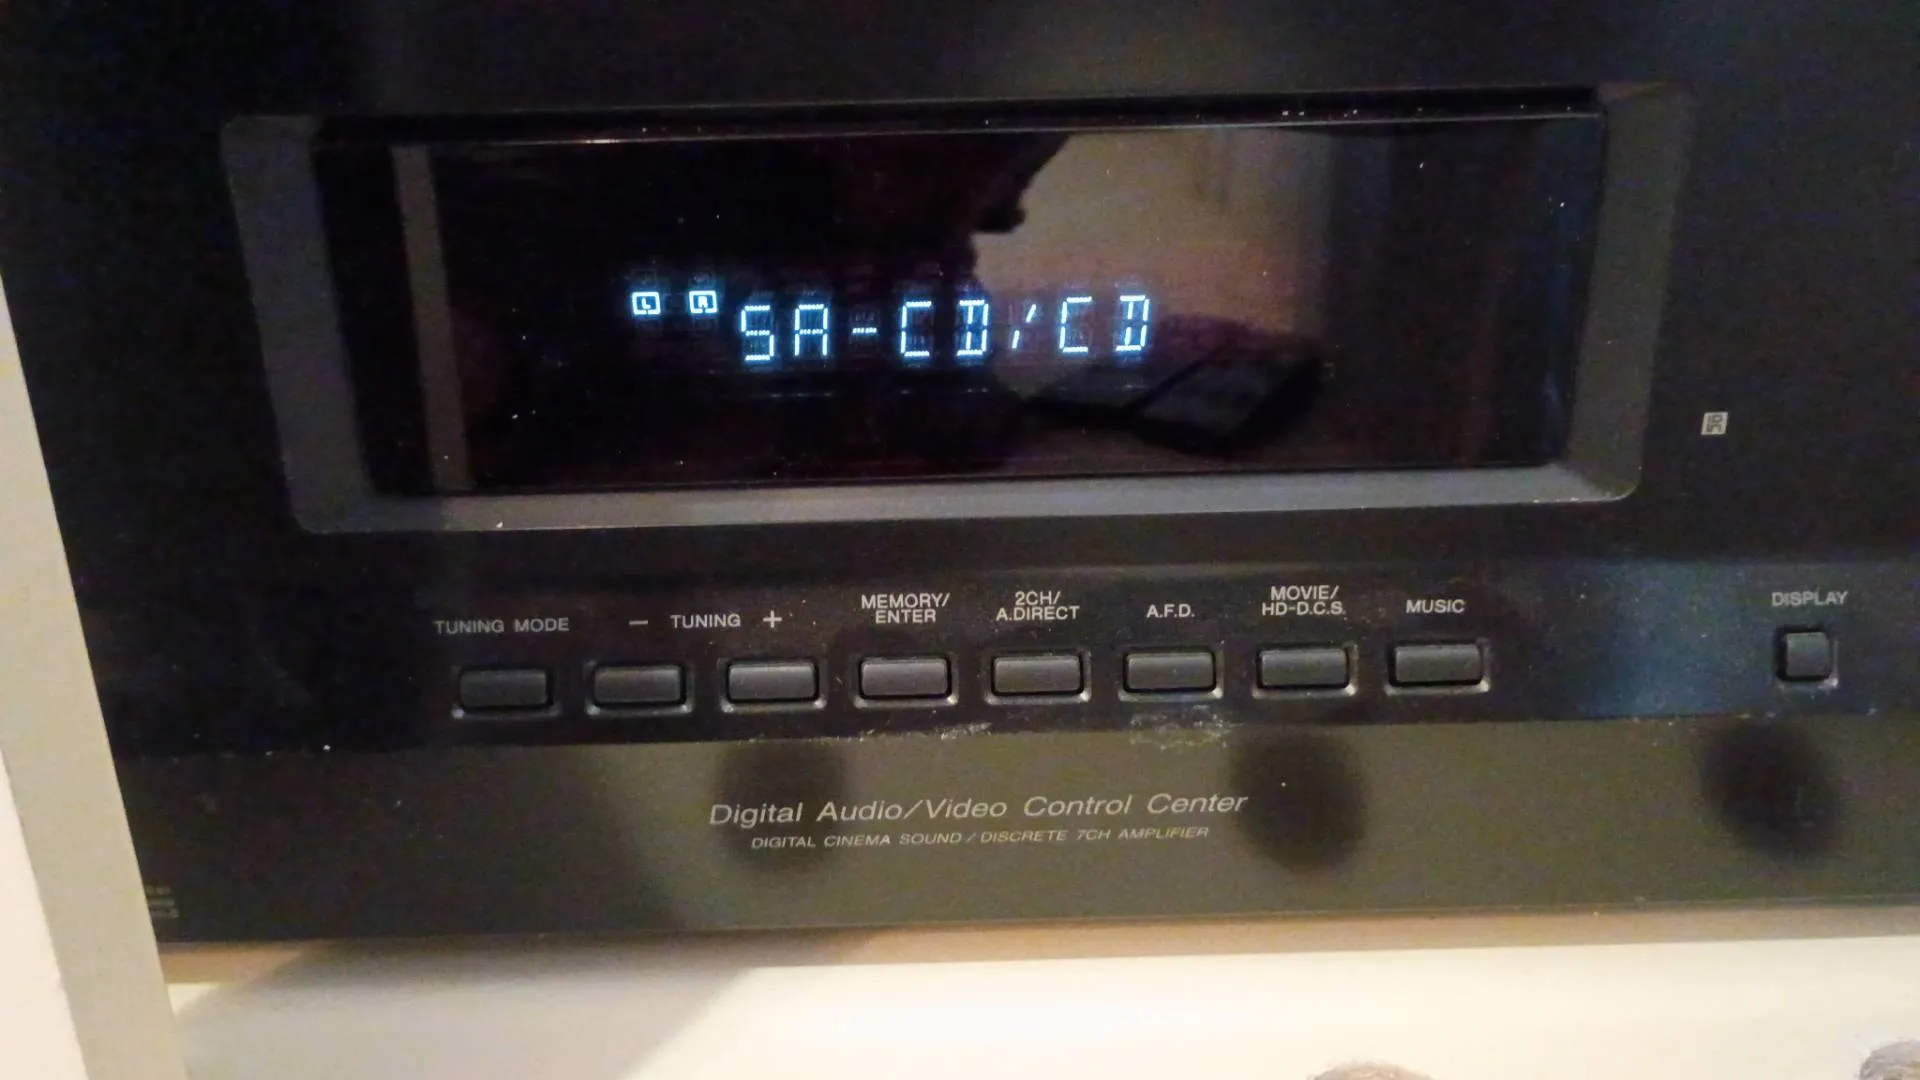 L R SA-CD/CD
TUNING MODE
− TUNING +
MEMORY/
ENTER
2CH/
A.DIRECT
A.F.D.
MOVIE/
HD-D.C.S.
MUSIC
DISPLAY
Digital Audio/Video Control Center
DIGITAL CINEMA SOUND / DISCRETE 7CH AMPLIFIER